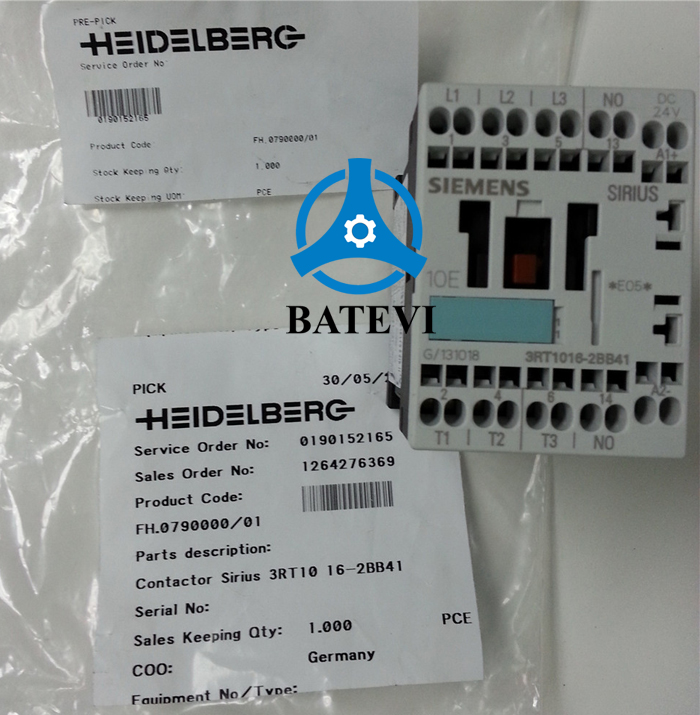 PRE-PICK
HEIDELBERG
Service Order No
0190152165
Product Code FH.0790000/01
Stock Keeping Qty: 1.000
Stock Keeping UOM: PCE
BATEVI
PICK 30/05/
HEIDELBERG
Service Order No: 0190152165
Sales Order No: 1264276369
Product Code:
FH.0790000/01
Parts description:
Contactor Sirius 3RT10 16-2BB41
Serial No:
Sales Keeping Qty: 1.000 PCE
COO: Germany
Equipment No/Type:
L1 L2 L3 NO DC
24V
1 3 5 13 A1+
SIEMENS SIRIUS
10E *E05*
G/131018 3RT1016-2BB41
2 4 6 14 A2-
T1 T2 T3 NO